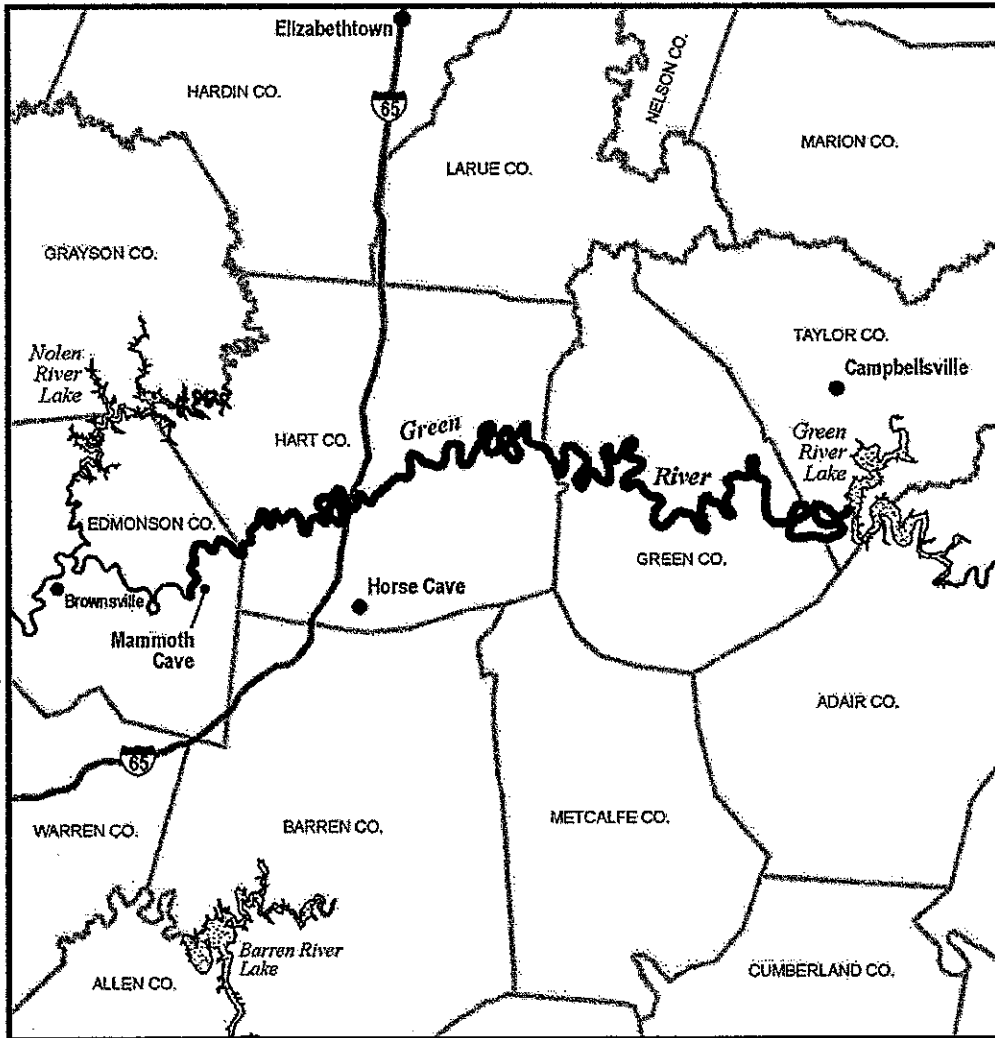 Elizabethtown
HARDIN CO.
65
NELSON CO.
MARION CO.
LARUE CO.
GRAYSON CO.
Nolen
River
Lake
TAYLOR CO.
Campbellsville
HART CO.
Green
River
Green
River
Lake
EDMONSON CO.
GREEN CO.
Brownsville
Horse Cave
Mammoth
Cave
ADAIR CO.
65
WARREN CO.
BARREN CO.
METCALFE CO.
Barren River
Lake
ALLEN CO.
CUMBERLAND CO.